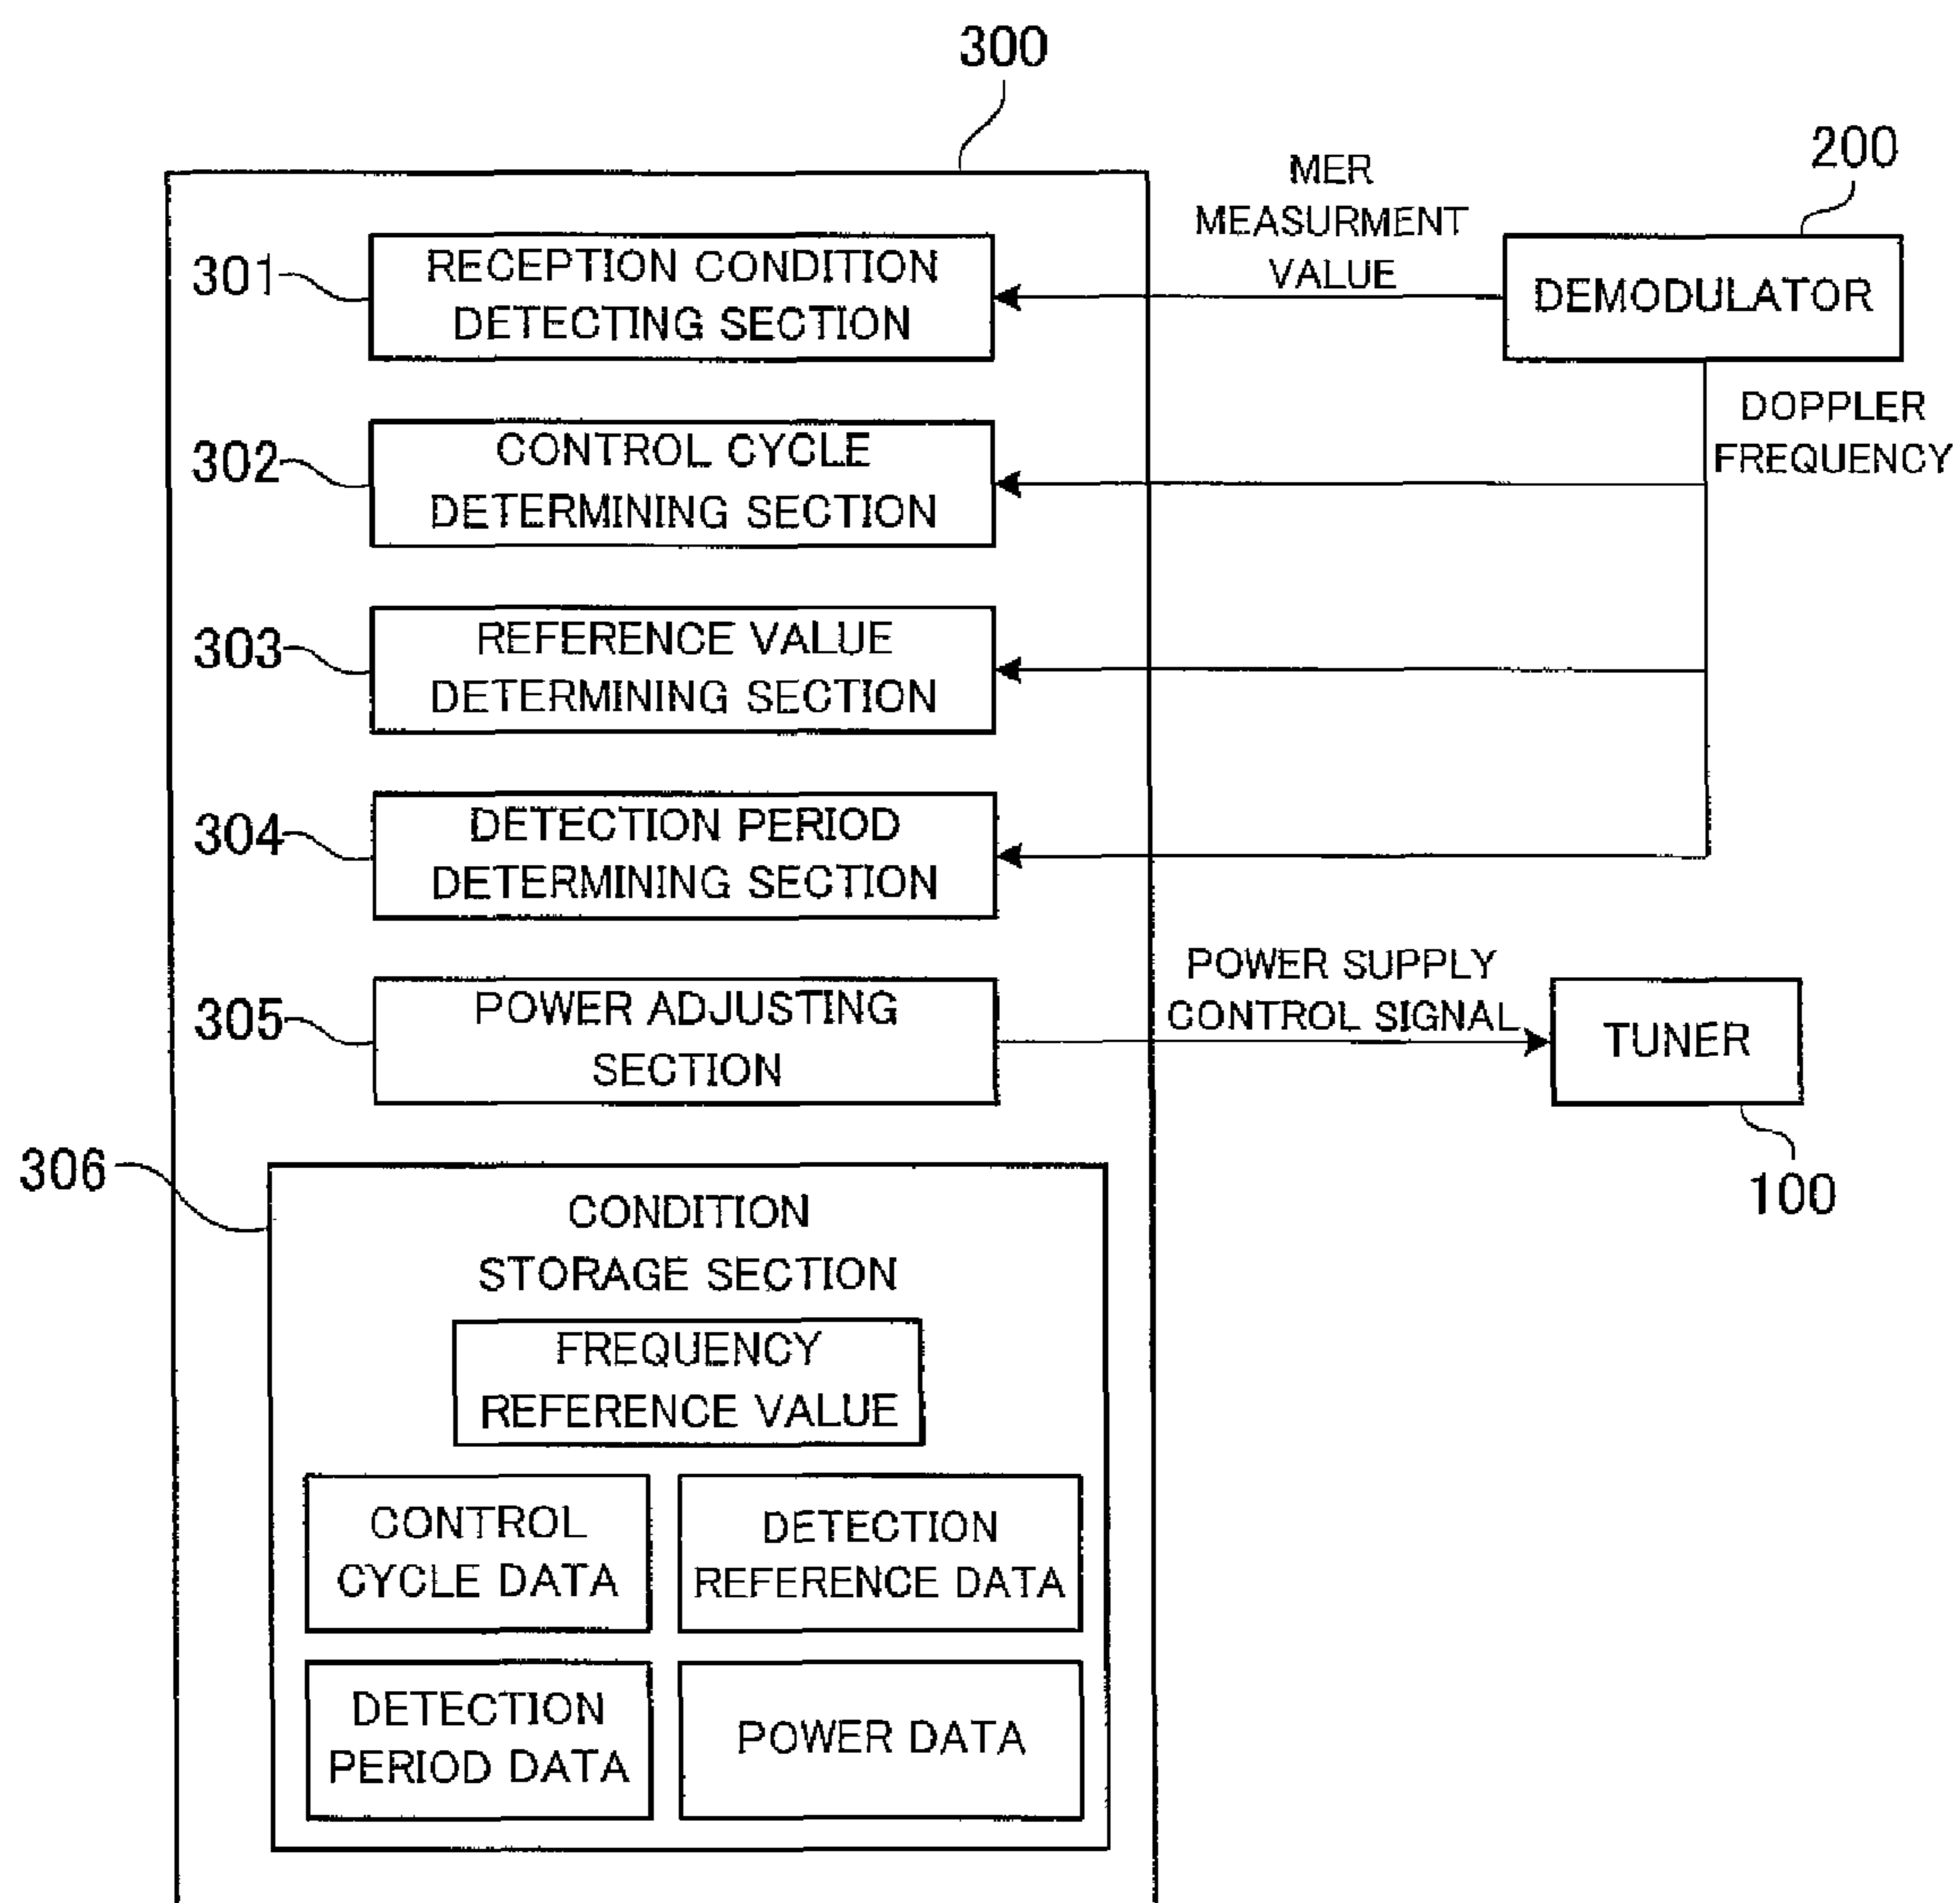 300
MER
MEASURMENT
VALUE
200
301
RECEPTION CONDITION
DETECTING SECTION
DEMODULATOR
DOPPLER
FREQUENCY
302
CONTROL CYCLE
DETERMINING SECTION
303
REFERENCE VALUE
DETERMINING SECTION
304
DETECTION PERIOD
DETERMINING SECTION
305
POWER ADJUSTING
SECTION
POWER SUPPLY
CONTROL SIGNAL
TUNER
100
306
CONDITION
STORAGE SECTION
FREQUENCY
REFERENCE VALUE
CONTROL
CYCLE DATA
DETECTION
REFERENCE DATA
DETECTION
PERIOD DATA
POWER DATA